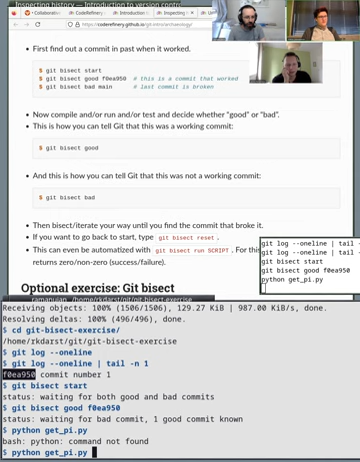 Inspecting history — Version contro
CodeRefinery
Introduction
Inspecting h
https://coderefinery.github.io/git-intro/archaeology/
First find out a commit in past when it worked.
$ git bisect start
$ git bisect good f0ea950 # this is a commit that worked
$ git bisect bad main # last commit is broken
Now compile and/or run and/or test and decide whether "good" or "bad".
This is how you can tell Git that this was a working commit:
$ git bisect good
And this is how you can tell Git that this was not a working commit:
$ git bisect bad
Then bisect/iterate your way until you find the commit that broke it.
If you want to go back to start, type git bisect reset .
This can even be automatized with git bisect run SCRIPT . For this
returns zero/non-zero (success/failure).
git log --oneline | tail -
git log --oneline | tail -
git bisect start
git bisect good f0ea950
python get_pi.py
Optional exercise: Git bisect
ramanujan /home/rkdarst/git/git-bisect-exercise
Receiving objects: 100% (1506/1506), 129.27 KiB | 987.00 KiB/s, done.
Resolving deltas: 100% (496/496), done.
$ cd git-bisect-exercise/
/home/rkdarst/git/git-bisect-exercise
$ git log --oneline
$ git log --oneline | tail -n 1
f0ea950 commit number 1
$ git bisect start
status: waiting for both good and bad commits
$ git bisect good f0ea950
status: waiting for bad commit, 1 good commit known
$ python get_pi.py
bash: python: command not found
$ python get_pi.py